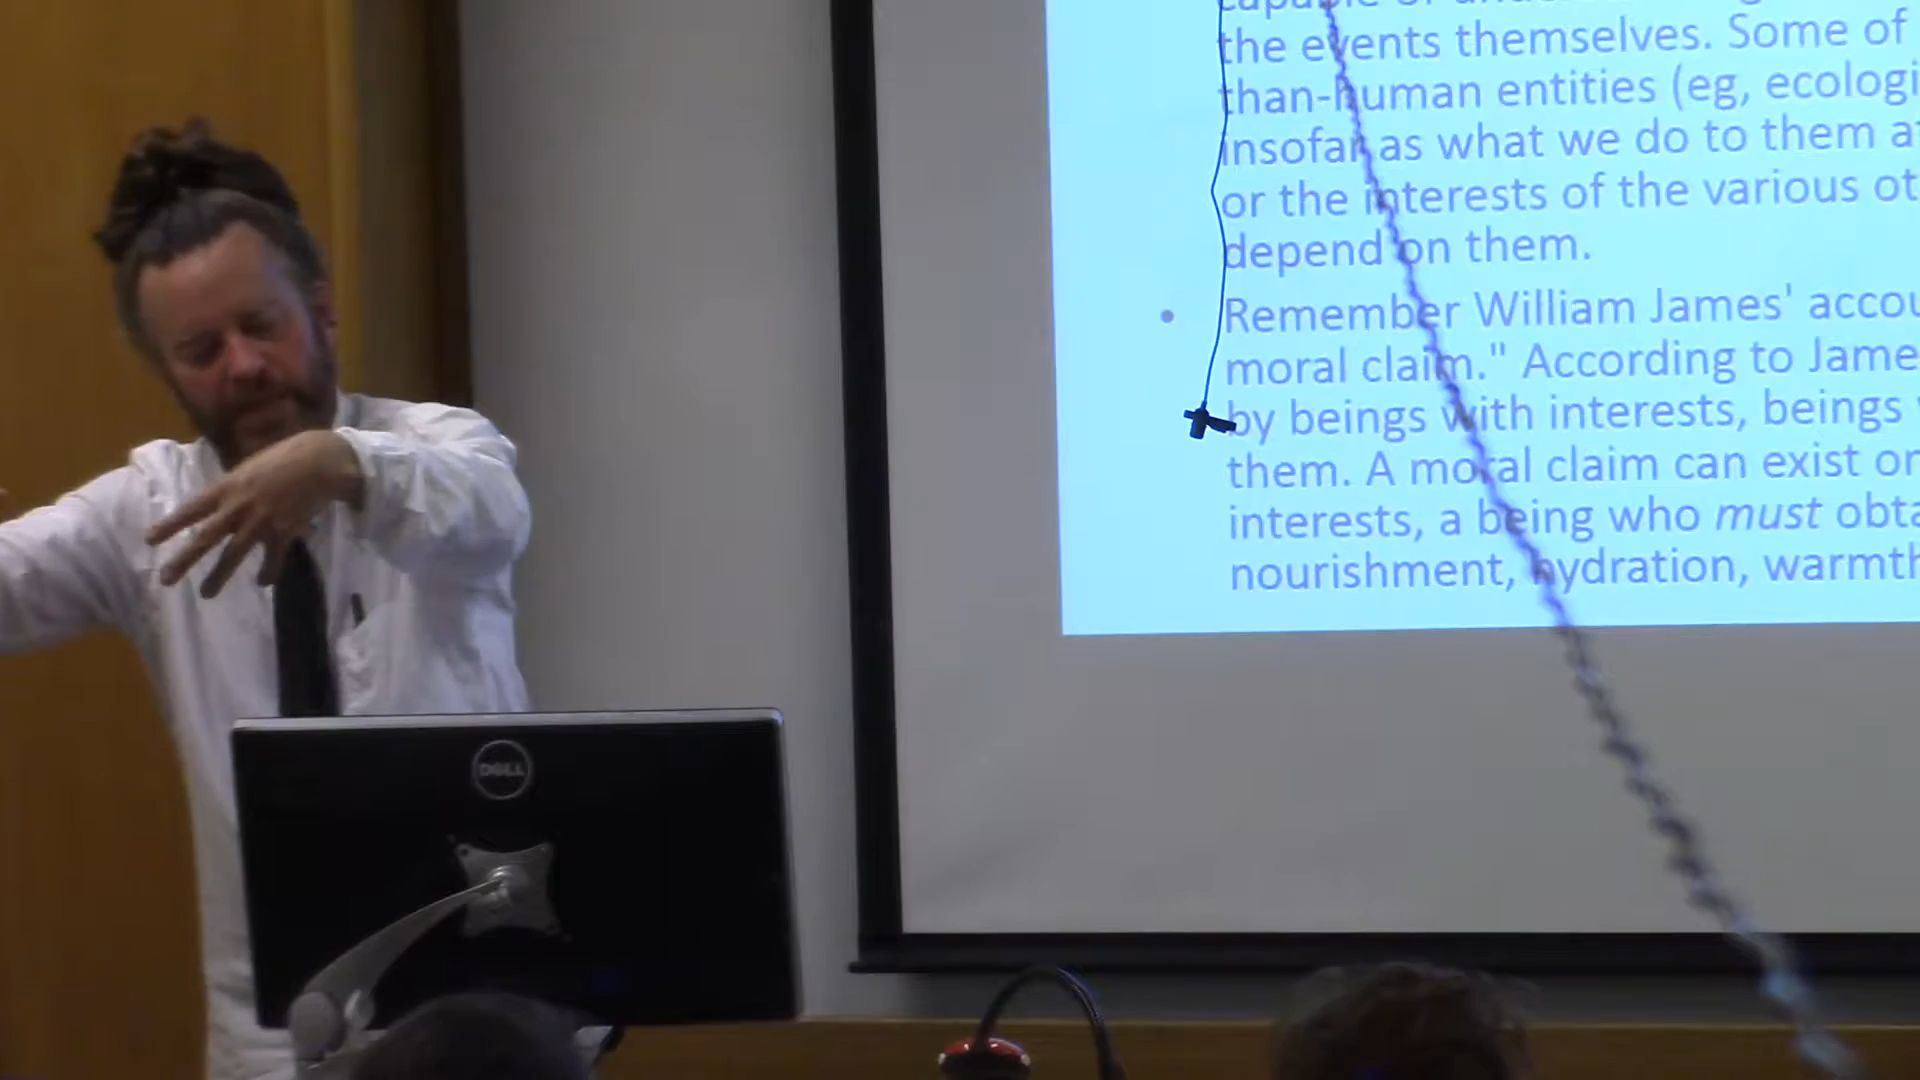 the events themselves. Some of
than-human entities (eg, ecologi
insofar as what we do to them a
or the interests of the various ot
depend on them.
• Remember William James' accou
moral claim." According to Jame
by beings with interests, beings
them. A moral claim can exist or
interests, a being who must obta
nourishment, hydration, warmth
DELL